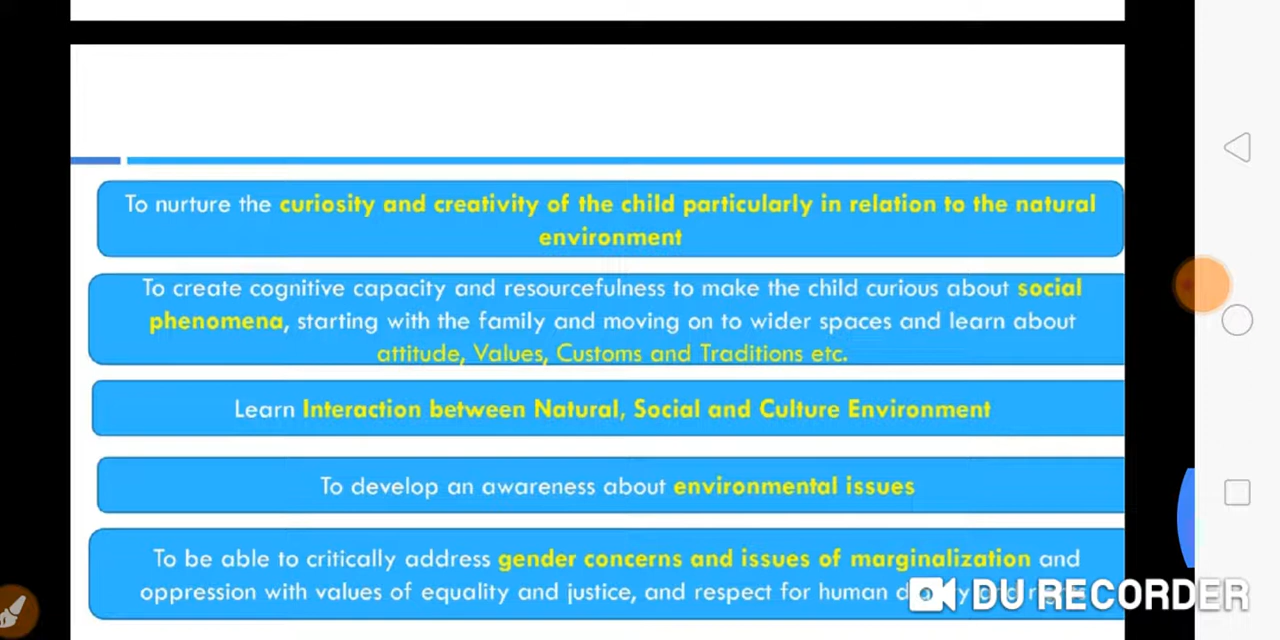 To nurture the curiosity and creativity of the child particularly in relation to the natural
environment
To create cognitive capacity and resourcefulness to make the child curious about social
phenomena, starting with the family and moving on to wider spaces and learn about
attitude, Values, Customs and Traditions etc.
Learn Interaction between Natural, Social and Culture Environment
To develop an awareness about environmental issues
To be able to critically address gender concerns and issues of marginalization and
oppression with values of equality and justice, and respect for human
DU RECORDER